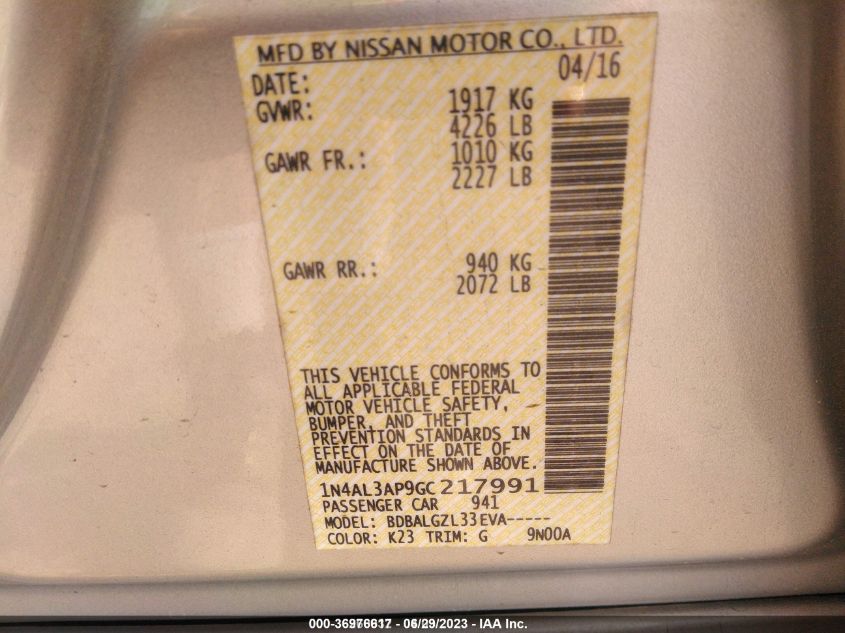 MFD BY NISSAN MOTOR CO., LTD.
DATE: 04/16
GVWR: 1917 KG
4226 LB
GAWR FR.: 1010 KG
2227 LB
GAWR RR.: 940 KG
2072 LB
THIS VEHICLE CONFORMS TO
ALL APPLICABLE FEDERAL
MOTOR VEHICLE SAFETY,
BUMPER, AND THEFT
PREVENTION STANDARDS IN
EFFECT ON THE DATE OF
MANUFACTURE SHOWN ABOVE.
1N4AL3AP9GC217991
PASSENGER CAR 941
MODEL: BDBALGZL33EVA-----
COLOR: K23 TRIM: G 9N00A
000-36976617 - 06/29/2023 - IAA Inc.